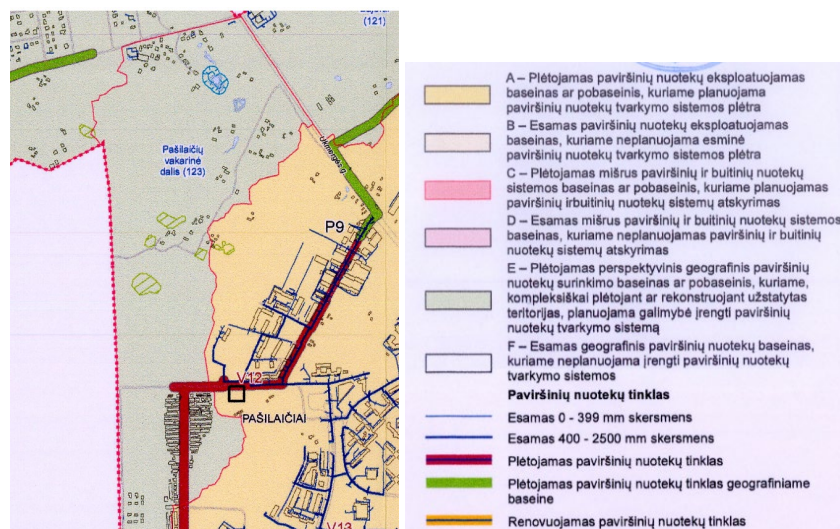 (121)
Pašilaičių
vakarinė
dalis (123)
Ukmergės g.
P9
V12
PAŠILAIČIAI
V13
A – Plėtojamas paviršinių nuotekų eksploatuojamas
baseinas ar pobaseinis, kuriame planuojama
paviršinių nuotekų tvarkymo sistemos plėtra
B – Esamas paviršinių nuotekų eksploatuojamas
baseinas, kuriame neplanuojama esminė
paviršinių nuotekų tvarkymo sistemos plėtra
C – Plėtojamas mišrus paviršinių ir buitinių nuotekų
sistemos baseinas ar pobaseinis, kuriame planuojamas
paviršinių irbuitinių nuotekų sistemų atskyrimas
D – Esamas mišrus paviršinių ir buitinių nuotekų sistemos
baseinas, kuriame neplanuojamas paviršinių ir buitinių
nuotekų sistemų atskyrimas
E – Plėtojamas perspektyvinis geografinis paviršinių
nuotekų surinkimo baseinas ar pobaseinis, kuriame,
kompleksiškai plėtojant ar rekonstruojant užstatytas
teritorijas, planuojama galimybė įrengti paviršinių
nuotekų tvarkymo sistemą
F – Esamas geografinis paviršinių nuotekų baseinas,
kuriame neplanuojama įrengti paviršinių nuotekų
tvarkymo sistemos
Paviršinių nuotekų tinklas
Esamas 0 - 399 mm skersmens
Esamas 400 - 2500 mm skersmens
Plėtojamas paviršinių nuotekų tinklas
Plėtojamas paviršinių nuotekų tinklas geografiniame
baseine
Renovuojamas paviršinių nuotekų tinklas